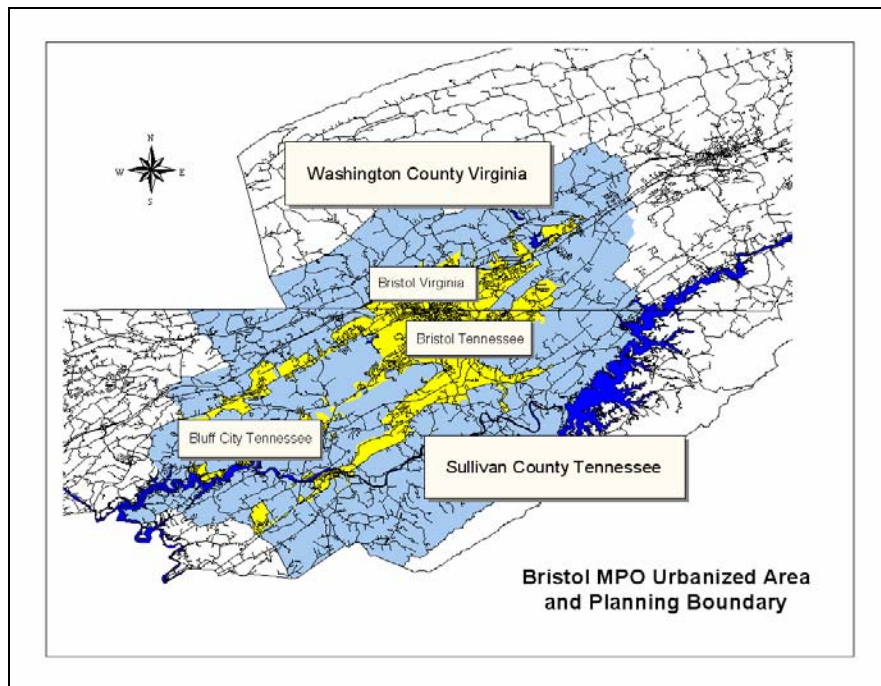 N
W E
S
Washington County Virginia
Bristol Virginia
Bristol Tennessee
Bluff City Tennessee
Sullivan County Tennessee
Bristol MPO Urbanized Area
and Planning Boundary